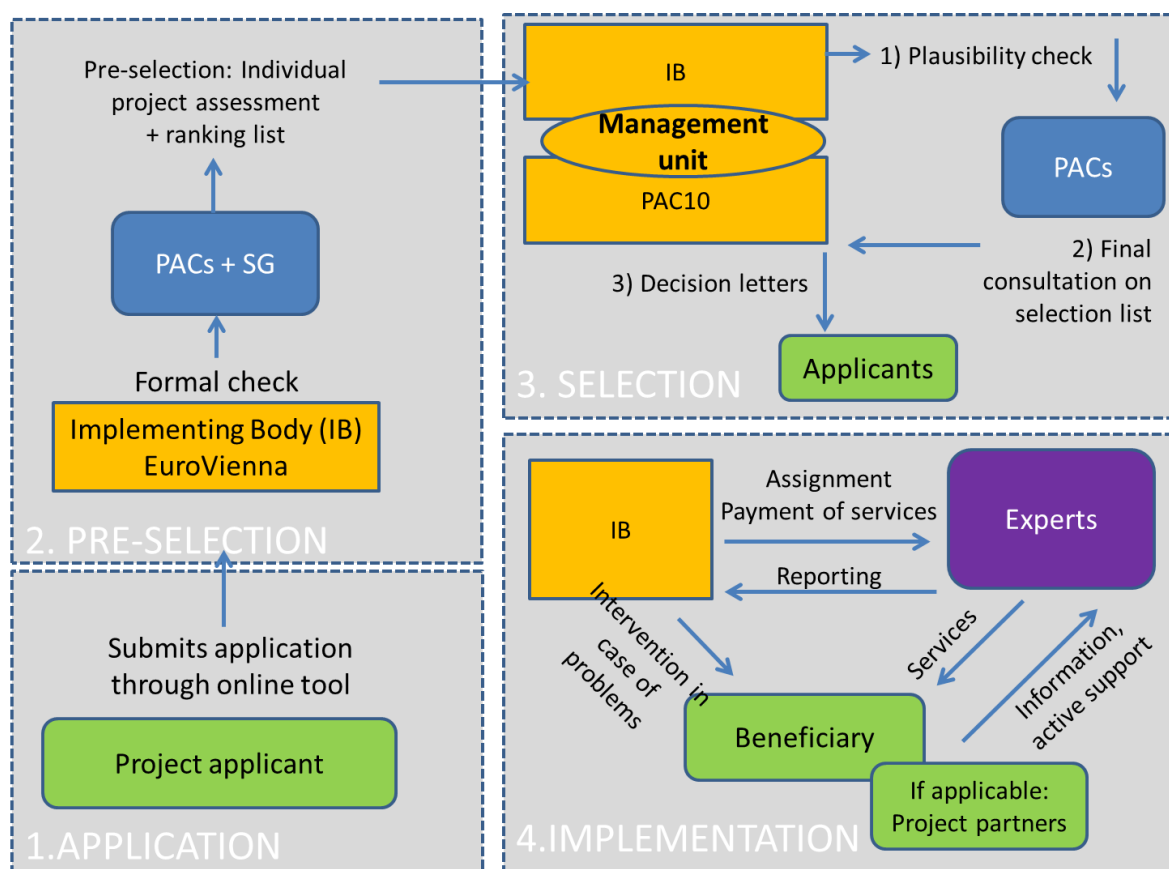 Pre-selection: Individual
project assessment
+ ranking list
PACs + SG
Formal check
Implementing Body (IB)
EuroVienna
2. PRE-SELECTION
Submits application
through online tool
Project applicant
1.APPLICATION
IB
Management
unit
PAC10
1) Plausibility check
PACs
2) Final
consultation on
selection list
3) Decision letters
Applicants
3. SELECTION
IB
Assignment
Payment of services
Experts
Reporting
Intervention in
case of
problems
Services
Information,
active support
Beneficiary
If applicable:
Project partners
4.IMPLEMENTATION